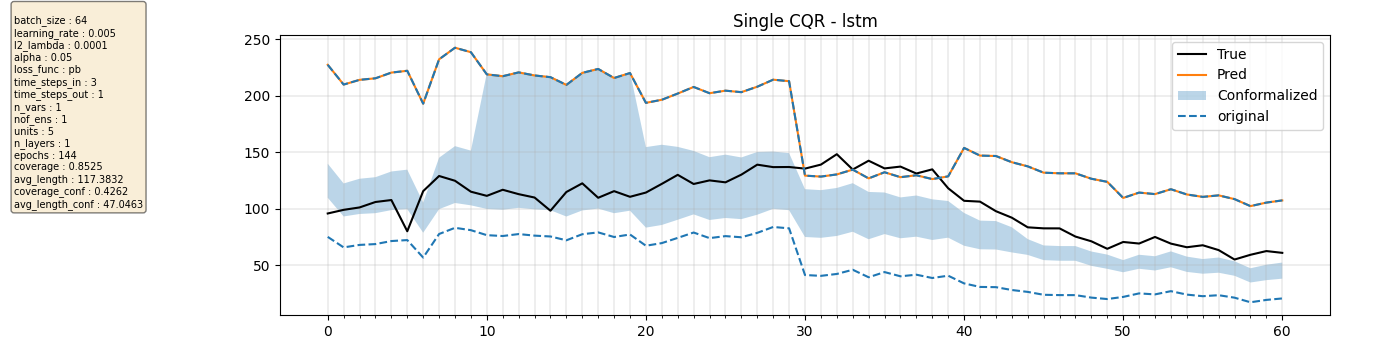 Single CQR - lstm
batch_size : 64
learning_rate : 0.005
l2_lambda : 0.0001
alpha : 0.05
loss_func : pb
time_steps_in : 3
time_steps_out : 1
n_vars : 1
nof_ens : 1
units : 5
n_layers : 1
epochs : 144
coverage : 0.8525
avg_length : 117.3832
coverage_conf : 0.4262
avg_length_conf : 47.0463
250
200
150
100
50
True
Pred
Conformalized
original
0 10 20 30 40 50 60